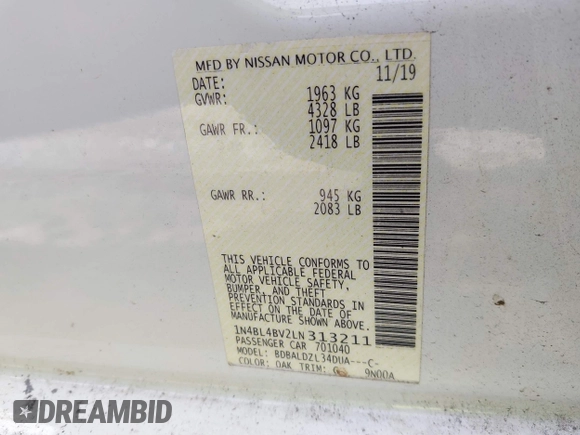 MFD BY NISSAN MOTOR CO., LTD.
DATE: 11/19
GVWR: 1963 KG
4328 LB
GAWR FR.: 1097 KG
2418 LB
GAWR RR.: 945 KG
2083 LB
THIS VEHICLE CONFORMS TO
ALL APPLICABLE FEDERAL
MOTOR VEHICLE SAFETY,
BUMPER, AND THEFT
PREVENTION STANDARDS IN
EFFECT ON THE DATE OF
MANUFACTURE SHOWN ABOVE.
1N4BL4BV2LN313211
PASSENGER CAR 701040
MODEL: BDBALDZL34DUA---C-
COLOR: QAK TRIM: 9N00A
DREAMBID